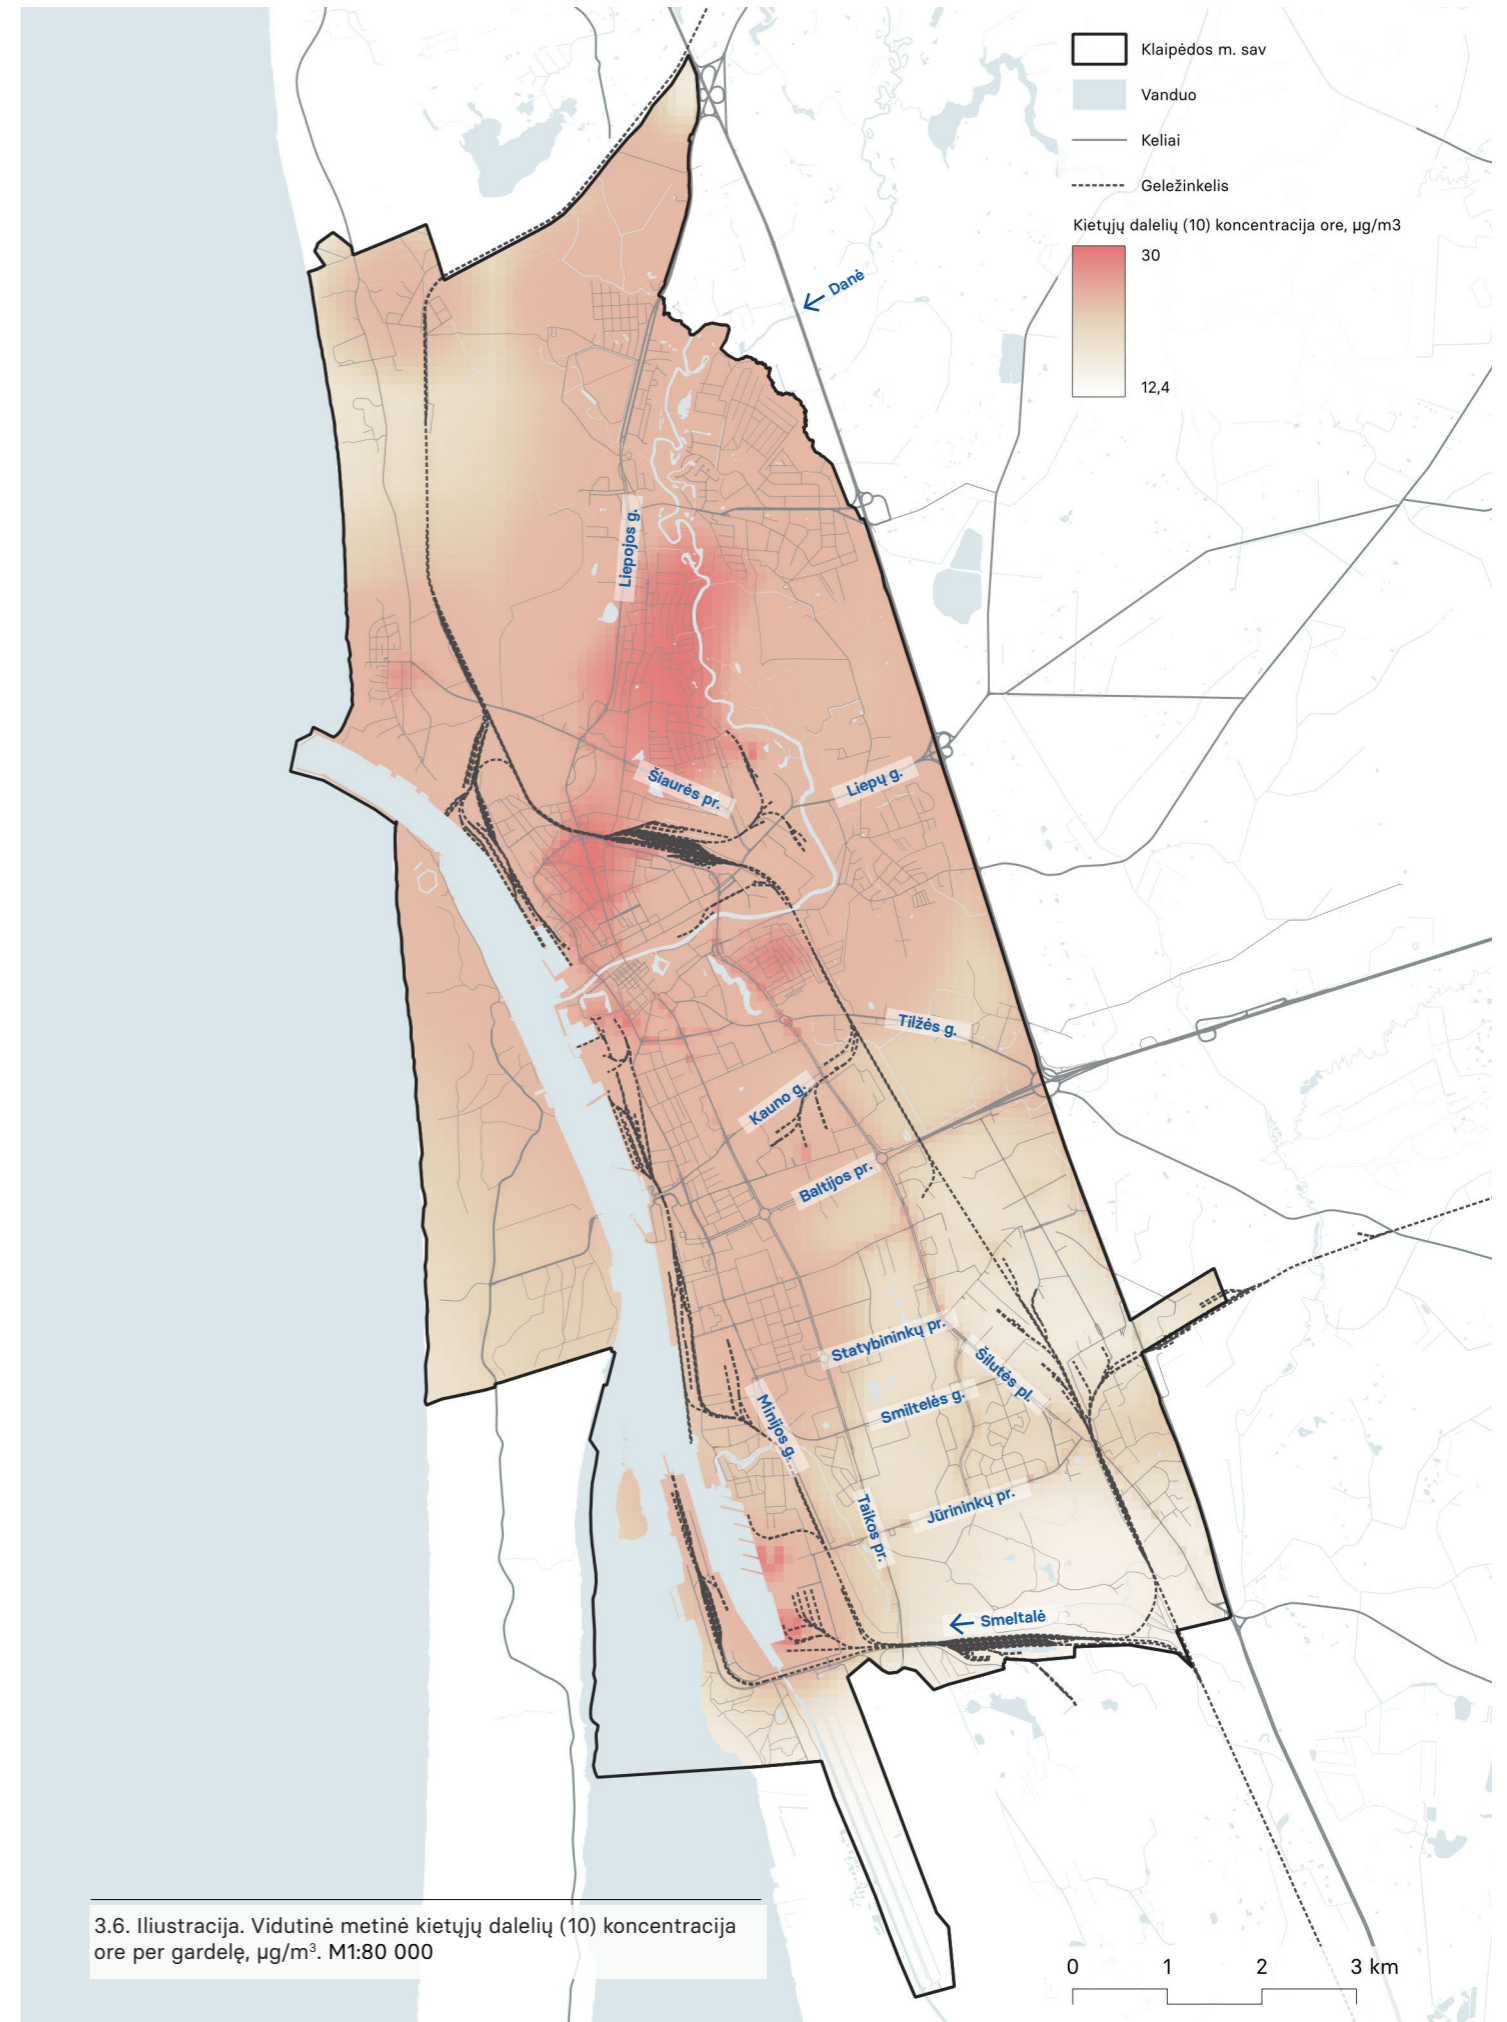 Klaipėdos m. sav
Vanduo
Keliai
Geležinkelis
Kietųjų dalelių (10) koncentracija ore, µg/m3
30
12,4
Danė
Liepojos g.
Šiaurės pr.
Liepų g.
Tilžės g.
Kauno g.
Baltijos pr.
Statybininkų pr.
Šilutės pl.
Smiltelės g.
Minijos g.
Taikos pr.
Jūrininkų pr.
Smeltalė
3.6. Iliustracija. Vidutinė metinė kietųjų dalelių (10) koncentracija
ore per gardelę, µg/m³. M1:80 000
0 1 2 3 km